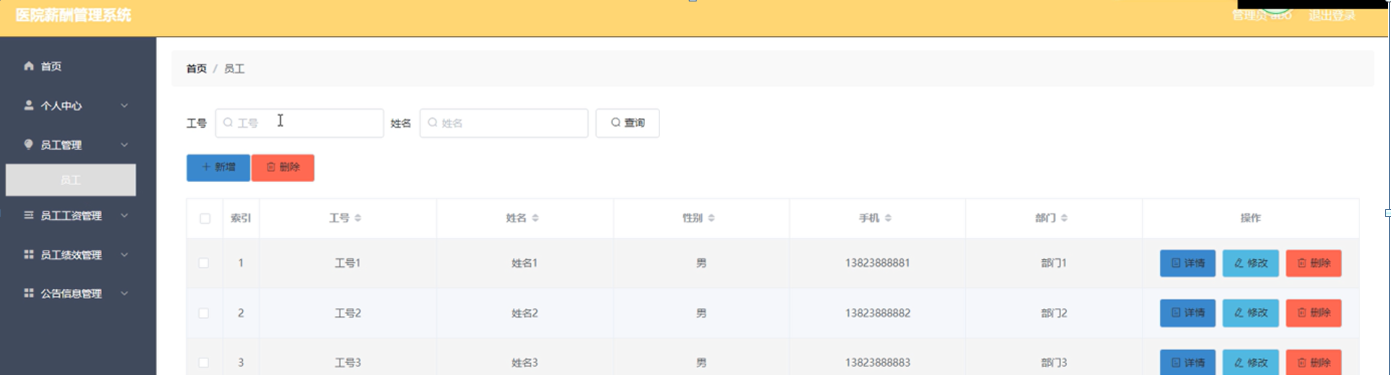 医院薪酬管理系统
管理员 abo 退出登录
首页
个人中心
员工管理
员工
员工工资管理
员工绩效管理
公告信息管理
首页 / 员工
工号 工号 姓名 姓名 查询
新增 删除
索引 工号 姓名 性别 手机 部门 操作
1 工号1 姓名1 男 13823888881 部门1 详情 修改 删除
2 工号2 姓名2 男 13823888882 部门2 详情 修改 删除
3 工号3 姓名3 男 13823888883 部门3 详情 修改 删除